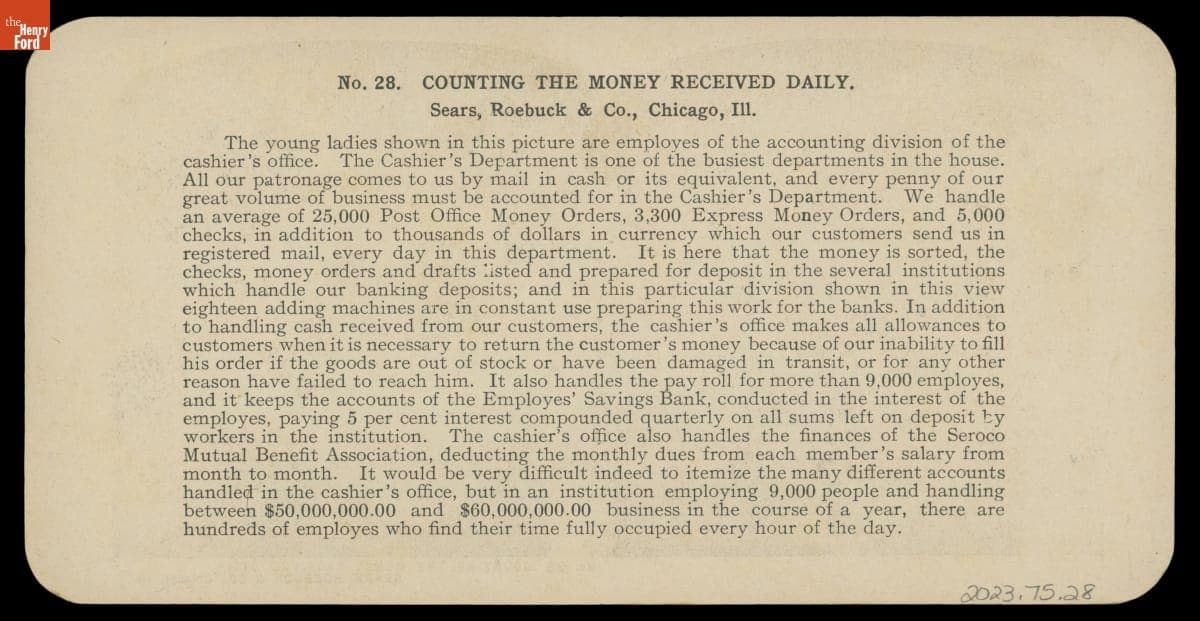 the
Henry
Ford
No. 28. COUNTING THE MONEY RECEIVED DAILY.
Sears, Roebuck & Co., Chicago, Ill.
The young ladies shown in this picture are employes of the accounting division of the
cashier's office. The Cashier's Department is one of the busiest departments in the house.
All our patronage comes to us by mail in cash or its equivalent, and every penny of our
great volume of business must be accounted for in the Cashier's Department. We handle
an average of 25,000 Post Office Money Orders, 3,300 Express Money Orders, and 5,000
checks, in addition to thousands of dollars in currency which our customers send us in
registered mail, every day in this department. It is here that the money is sorted, the
checks, money orders and drafts listed and prepared for deposit in the several institutions
which handle our banking deposits; and in this particular division shown in this view
eighteen adding machines are in constant use preparing this work for the banks. In addition
to handling cash received from our customers, the cashier's office makes all allowances to
customers when it is necessary to return the customer's money because of our inability to fill
his order if the goods are out of stock or have been damaged in transit, or for any other
reason have failed to reach him. It also handles the pay roll for more than 9,000 employes,
and it keeps the accounts of the Employes' Savings Bank, conducted in the interest of the
employes, paying 5 per cent interest compounded quarterly on all sums left on deposit by
workers in the institution. The cashier's office also handles the finances of the Seroco
Mutual Benefit Association, deducting the monthly dues from each member's salary from
month to month. It would be very difficult indeed to itemize the many different accounts
handled in the cashier's office, but in an institution employing 9,000 people and handling
between $50,000,000.00 and $60,000,000.00 business in the course of a year, there are
hundreds of employes who find their time fully occupied every hour of the day.
2023.75.28